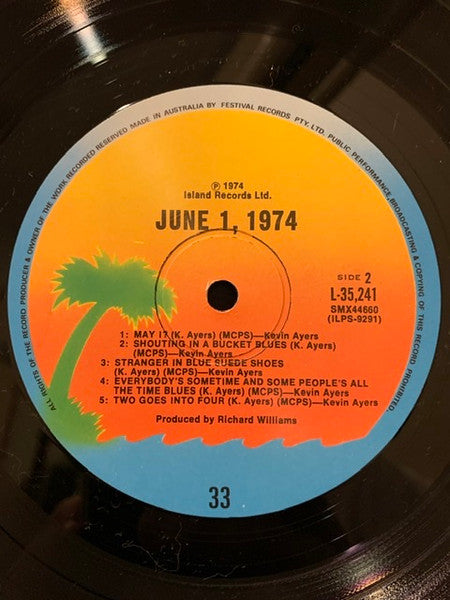 ALL RIGHTS OF THE RECORD PRODUCER & OWNER OF THE WORK RECORDED RESERVED MADE IN AUSTRALIA BY FESTIVAL RECORDS PTY. LTD. PUBLIC PERFORMANCE, BROADCASTING & COPYING OF THIS RECORD PROHIBITED.
℗ 1974
Island Records Ltd.
JUNE 1, 1974
SIDE 2
L-35,241
SMX44660
(ILPS-9291)
1: MAY I? (K. Ayers) (MCPS)—Kevin Ayers
2: SHOUTING IN A BUCKET BLUES (K. Ayers)
(MCPS)—Kevin Ayers
3: STRANGER IN BLUE SUEDE SHOES
(K. Ayers) (MCPS)—Kevin Ayers
4: EVERYBODY'S SOMETIME AND SOME PEOPLE'S ALL
THE TIME BLUES (K. Ayers) (MCPS)—Kevin Ayers
5: TWO GOES INTO FOUR (K. Ayers) (MCPS)—Kevin Ayers
Produced by Richard Williams
33